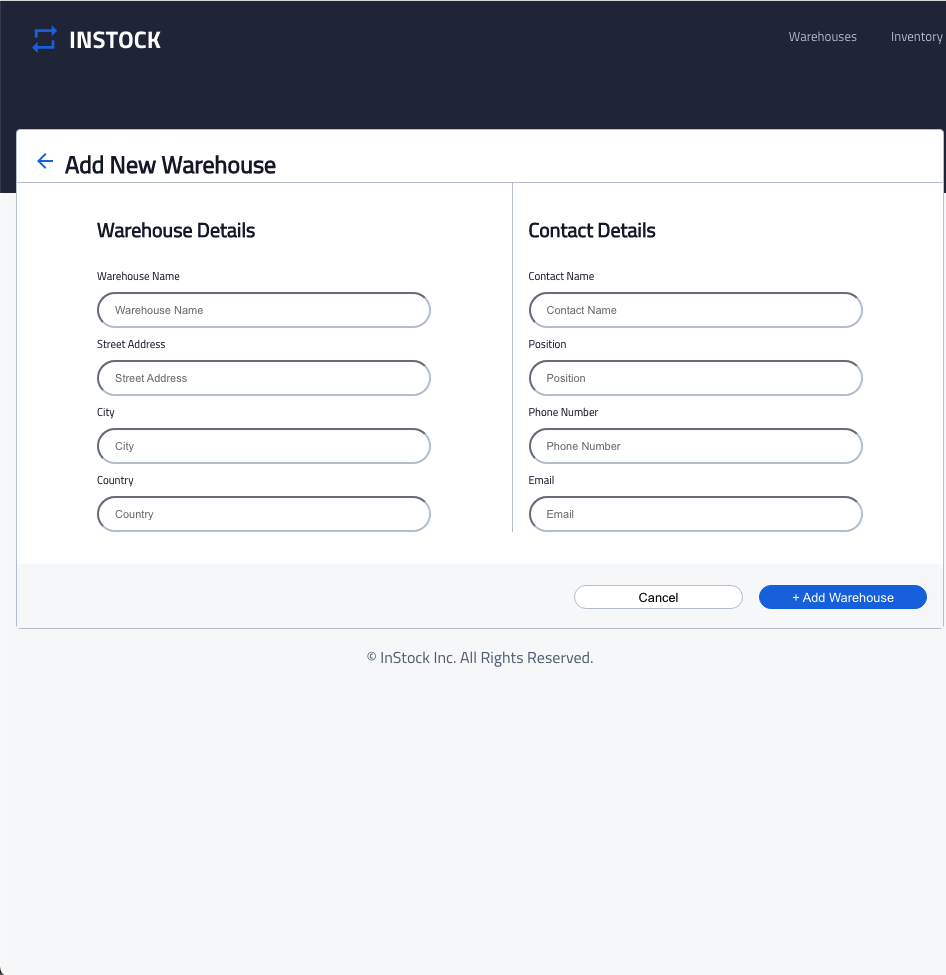 INSTOCK
Warehouses
Inventory
Add New Warehouse
Warehouse Details
Warehouse Name
Warehouse Name
Street Address
Street Address
City
City
Country
Country
Contact Details
Contact Name
Contact Name
Position
Position
Phone Number
Phone Number
Email
Email
Cancel
+ Add Warehouse
© InStock Inc. All Rights Reserved.